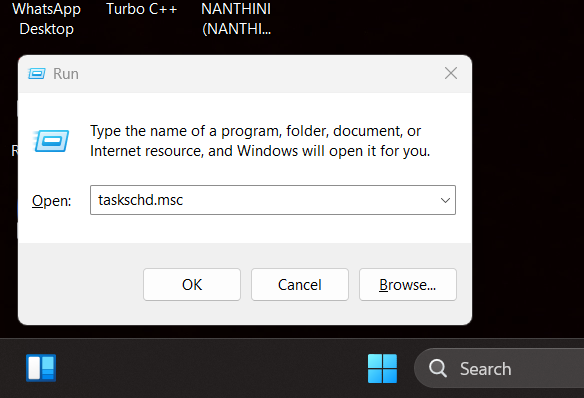 WhatsApp Desktop
Turbo C++
NANTHINI (NANTHI...
Run
Type the name of a program, folder, document, or
Internet resource, and Windows will open it for you.
Open:
taskschd.msc
OK
Cancel
Browse...
Search